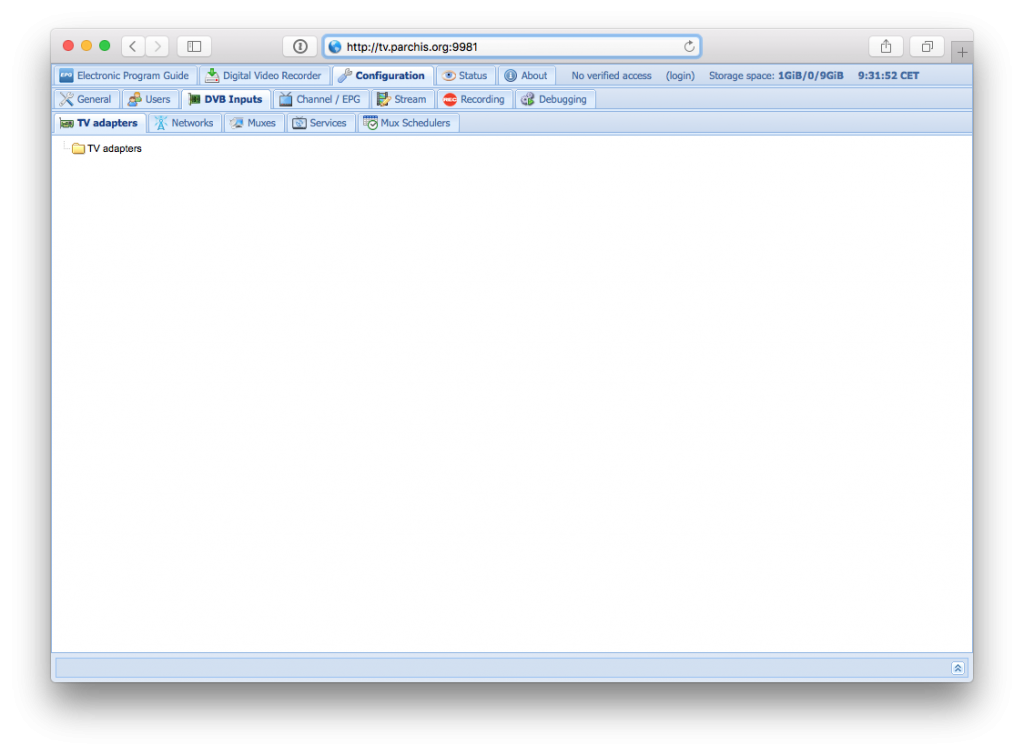 http://tv.parchis.org:9981
Electronic Program Guide Digital Video Recorder Configuration Status About No verified access (login) Storage space: 1GiB/0/9GiB 9:31:52 CET
General Users DVB Inputs Channel / EPG Stream Recording Debugging
TV adapters Networks Muxes Services Mux Schedulers
TV adapters